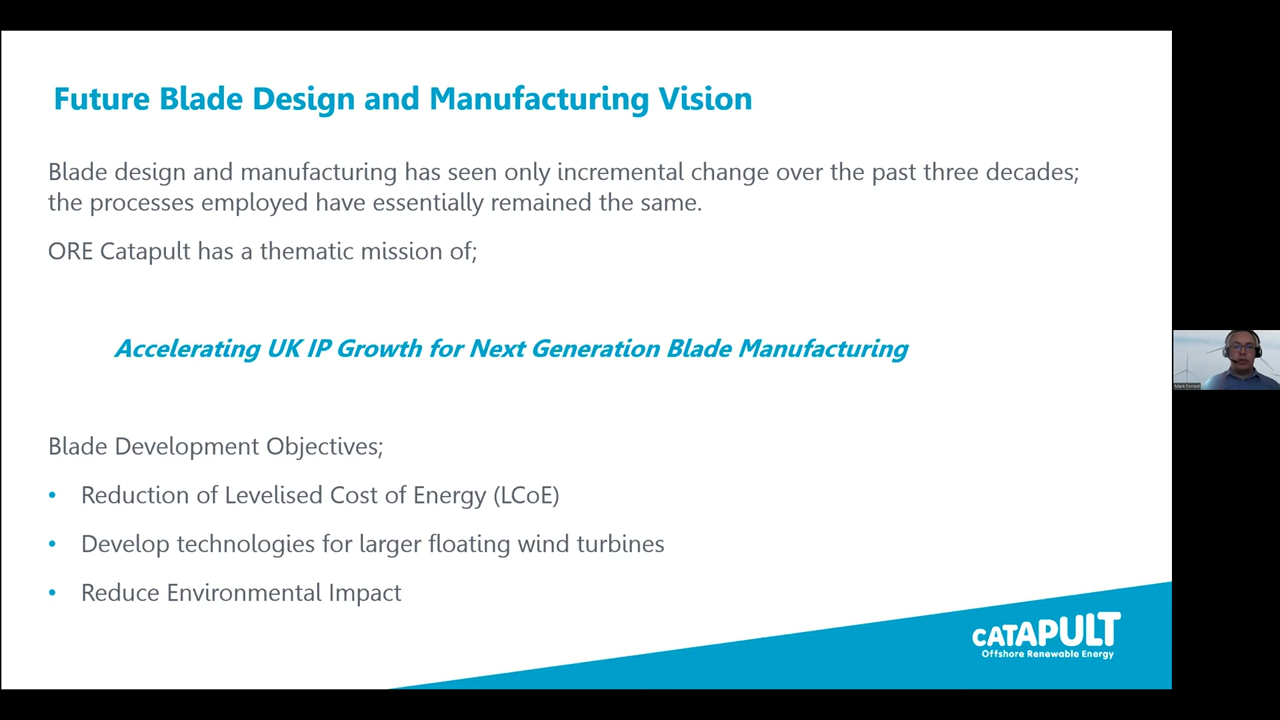 Future Blade Design and Manufacturing Vision
Blade design and manufacturing has seen only incremental change over the past three decades;
the processes employed have essentially remained the same.
ORE Catapult has a thematic mission of;
Accelerating UK IP Growth for Next Generation Blade Manufacturing
Blade Development Objectives;
• Reduction of Levelised Cost of Energy (LCoE)
• Develop technologies for larger floating wind turbines
• Reduce Environmental Impact
CATAPULT
Offshore Renewable Energy
Mark Forrest